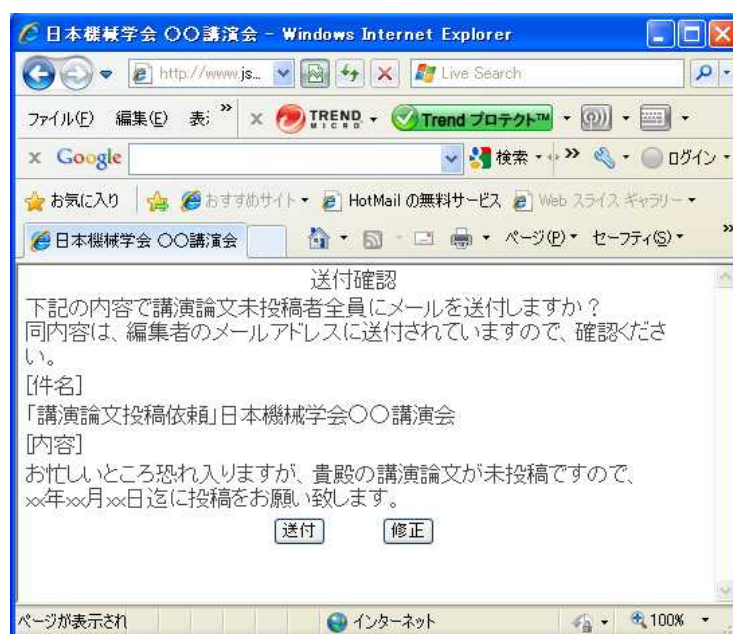 日本機械学会 〇〇講演会 - Windows Internet Explorer
http://www.js...
Live Search
ファイル(F) 編集(E) 表
»
x
TREND MICRO
Trend プロテクト™
x Google
検索
»
ログイン
お気に入り
おすすめサイト
HotMail の無料サービス
Web スライス ギャラリー
日本機械学会 〇〇講演会
ページ(P)
セーフティ(S)
»
送付確認
下記の内容で講演論文未投稿者全員にメールを送付しますか？
同内容は、編集者のメールアドレスに送付されていますので、確認くださ
い。
[件名]
「講演論文投稿依頼」日本機械学会〇〇講演会
[内容]
お忙しいところ恐れ入りますが、貴殿の講演論文が未投稿ですので、
xx年xx月xx日迄に投稿をお願い致します。
送付 修正
ページが表示され
インターネット
100%